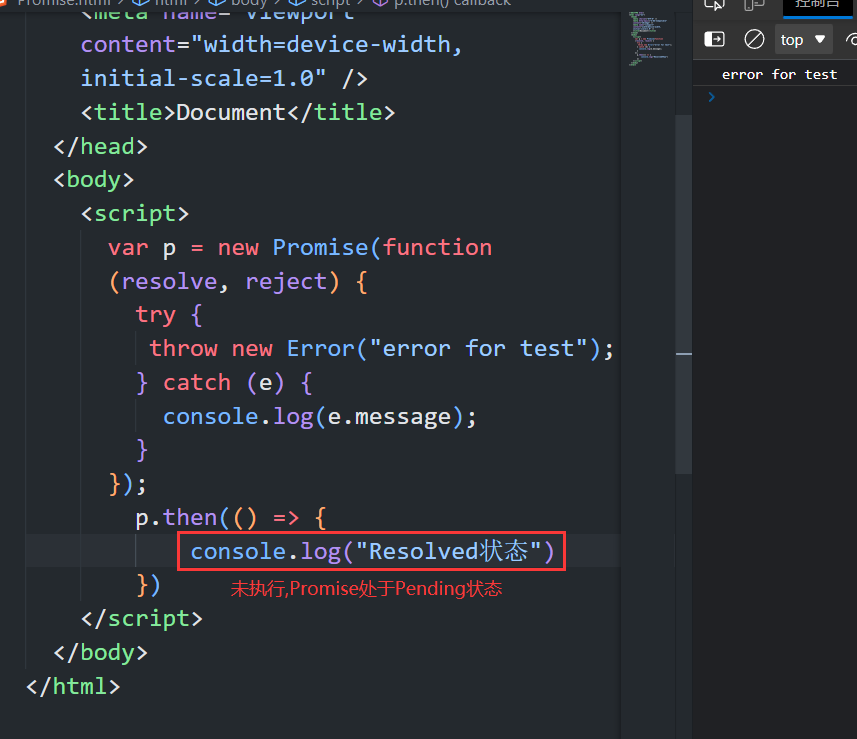 Promise.html > html > body > script > p.then() callback
<meta name="viewport"
content="width=device-width,
initial-scale=1.0" />
<title>Document</title>
</head>
<body>
<script>
var p = new Promise(function
(resolve, reject) {
try {
throw new Error("error for test");
} catch (e) {
console.log(e.message);
}
});
p.then(() => {
console.log("Resolved状态")
})
未执行,Promise处于Pending状态
</script>
</body>
</html>
控制台
top
error for test
>